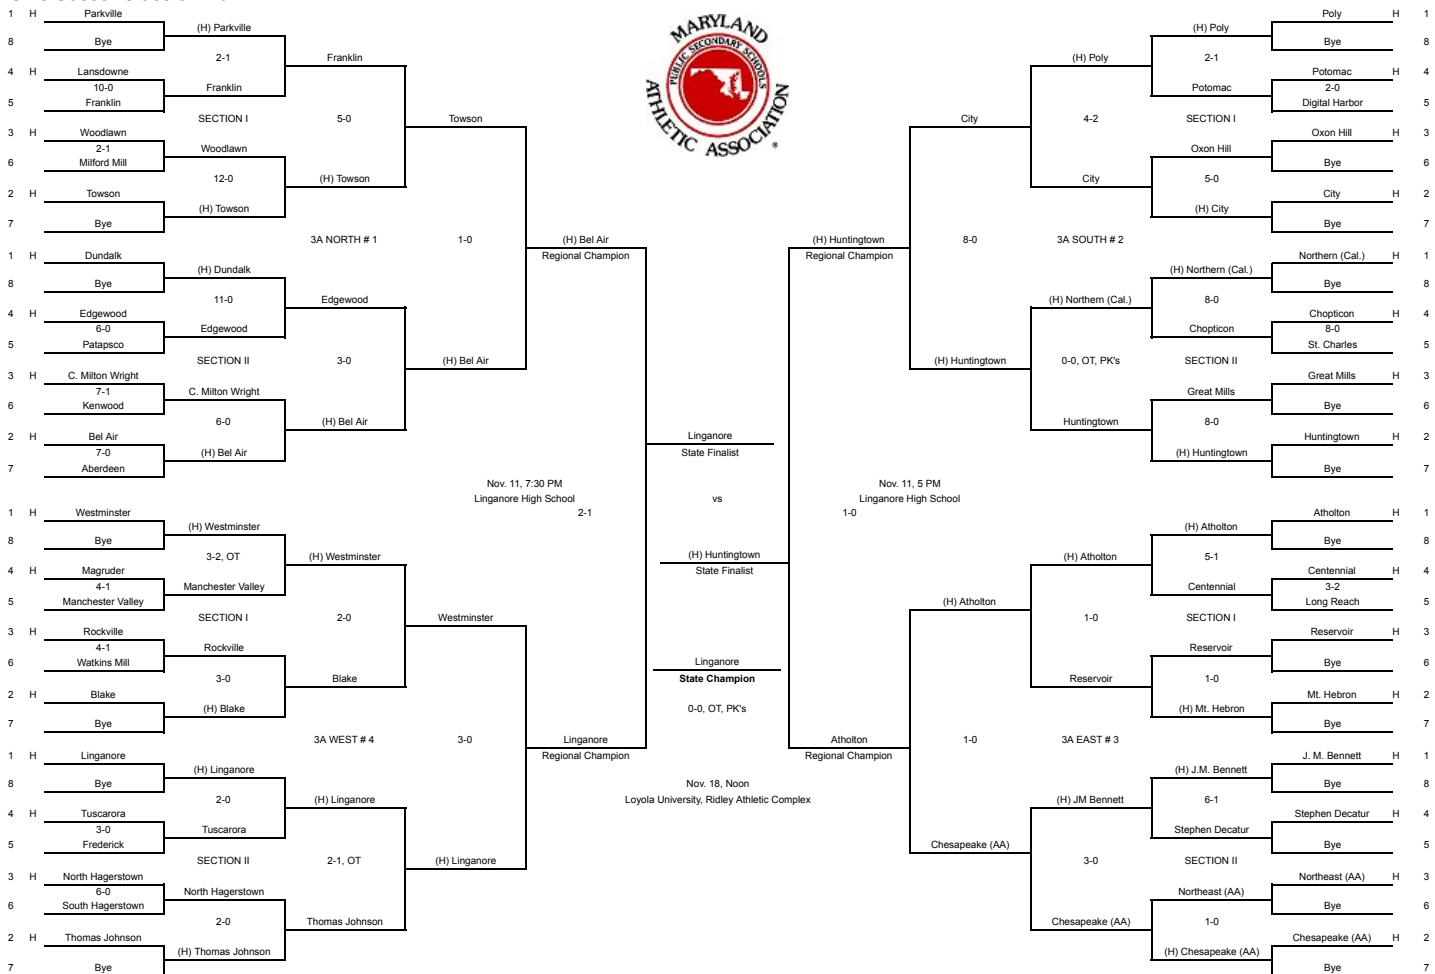 MARYLAND
PUBLIC SECONDARY SCHOOLS
ATHLETIC ASSOCIATION
®
1 H Parkville
8 Bye
4 H Lansdowne
10-0
5 Franklin
3 H Woodlawn
2-1
6 Milford Mill
2 H Towson
7 Bye
1 H Dundalk
8 Bye
4 H Edgewood
6-0
5 Patapsco
3 H C. Milton Wright
7-1
6 Kenwood
2 H Bel Air
7-0
7 Aberdeen
1 H Westminster
8 Bye
4 H Magruder
4-1
5 Manchester Valley
3 H Rockville
4-1
6 Watkins Mill
2 H Blake
7 Bye
1 H Linganore
8 Bye
4 H Tuscarora
3-0
5 Frederick
3 H North Hagerstown
6-0
6 South Hagerstown
2 H Thomas Johnson
7 Bye
(H) Parkville
2-1
Franklin
SECTION I
Woodlawn
12-0
(H) Towson
(H) Dundalk
11-0
Edgewood
SECTION II
C. Milton Wright
6-0
(H) Bel Air
(H) Westminster
3-2, OT
Manchester Valley
SECTION I
Rockville
3-0
(H) Blake
(H) Linganore
2-0
Tuscarora
SECTION II
North Hagerstown
2-0
(H) Thomas Johnson
Franklin
5-0
(H) Towson
3A NORTH # 1
Edgewood
3-0
(H) Bel Air
(H) Westminster
2-0
Blake
3A WEST # 4
(H) Linganore
2-1, OT
Thomas Johnson
Towson
1-0
(H) Bel Air
Westminster
3-0
(H) Linganore
(H) Bel Air
Regional Champion
Nov. 11, 7:30 PM
Linganore High School
2-1
Linganore
Regional Champion
Linganore
State Finalist
vs
(H) Huntingtown
State Finalist
Linganore
State Champion
0-0, OT, PK's
Nov. 18, Noon
Loyola University, Ridley Athletic Complex
(H) Huntingtown
Regional Champion
Nov. 11, 5 PM
Linganore High School
1-0
Atholton
Regional Champion
City
8-0
(H) Huntingtown
(H) Atholton
1-0
Chesapeake (AA)
(H) Poly
4-2
City
3A SOUTH # 2
(H) Northern (Cal.)
0-0, OT, PK's
Huntingtown
(H) Atholton
1-0
Reservoir
3A EAST # 3
(H) JM Bennett
3-0
Chesapeake (AA)
(H) Poly
2-1
Potomac
SECTION I
Oxon Hill
5-0
(H) City
(H) Northern (Cal.)
8-0
Chopticon
SECTION II
Great Mills
8-0
(H) Huntingtown
(H) Atholton
5-1
Centennial
SECTION I
Reservoir
1-0
(H) Mt. Hebron
(H) J.M. Bennett
6-1
Stephen Decatur
SECTION II
Northeast (AA)
1-0
(H) Chesapeake (AA)
Poly H 1
Bye 8
Potomac H 4
2-0
Digital Harbor 5
Oxon Hill H 3
Bye 6
City H 2
Bye 7
Northern (Cal.) H 1
Bye 8
Chopticon H 4
8-0
St. Charles 5
Great Mills H 3
Bye 6
Huntingtown H 2
Bye 7
Atholton H 1
Bye 8
Centennial H 4
3-2
Long Reach 5
Reservoir H 3
Bye 6
Mt. Hebron H 2
Bye 7
J. M. Bennett H 1
Bye 8
Stephen Decatur H 4
Bye 5
Northeast (AA) H 3
Bye 6
Chesapeake (AA) H 2
Bye 7